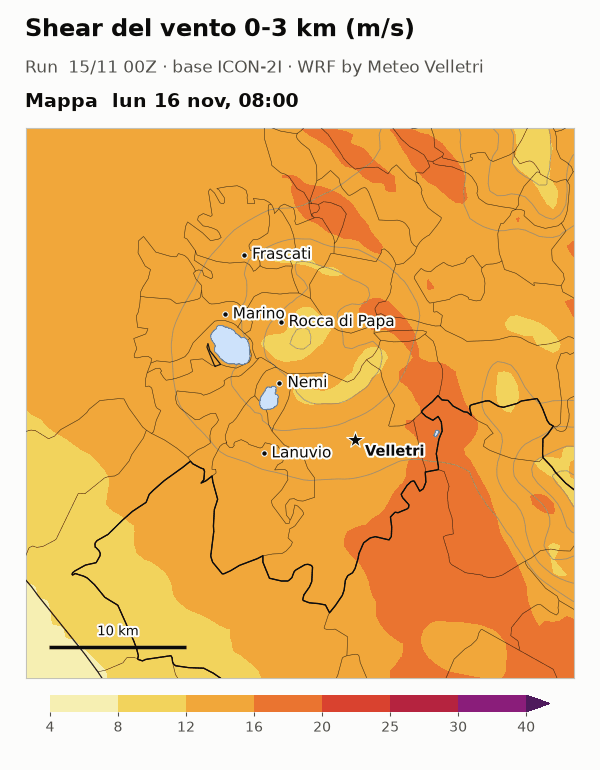 Shear del vento 0-3 km (m/s)
Run  15/11 00Z · base ICON-2I · WRF by Meteo Velletri
Mappa  lun 16 nov, 08:00
Frascati
Marino
Rocca di Papa
Nemi
Velletri
Lanuvio
10 km
4 8 12 16 20 25 30 40